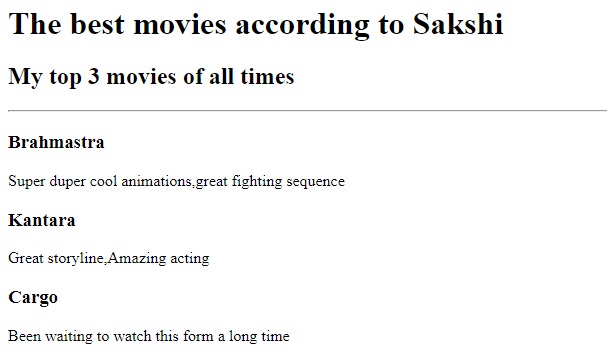 The best movies according to Sakshi
My top 3 movies of all times
Brahmastra
Super duper cool animations,great fighting sequence
Kantara
Great storyline,Amazing acting
Cargo
Been waiting to watch this form a long time